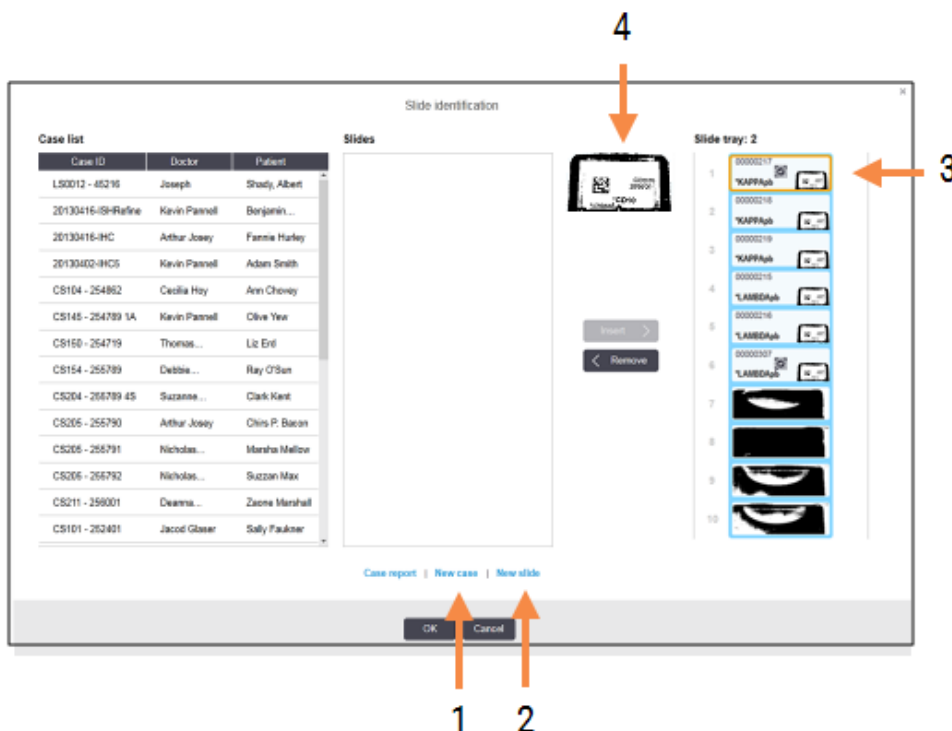 4
Slide identification
Case list
Slides
Slide tray: 2
Case ID Doctor Patient
LS0012 - 45216 Joseph Shady, Albert
20130416-ISHRefine Kevin Pannell Benjamin...
20130416-IHC Arthur Josey Fannie Hurley
20130402-IHC5 Kevin Pannell Adam Smith
CS104 - 254862 Cecilia Hoy Ann Chovey
CS145 - 254789 1A Kevin Pannell Olive Yew
CS150 - 254719 Thomas... Liz Erd
CS154 - 255789 Debbie... Ray O'Sun
CS204 - 255789 4S Suzanne... Clark Kent
CS205 - 255790 Arthur Josey Chirs P. Bacon
CS205 - 255791 Nicholas... Marsha Mellow
CS205 - 255792 Nicholas... Suzzan Max
CS211 - 256001 Deanna... Zaone Marshall
CS101 - 252401 Jacod Glaser Sally Faulkner
*CD10
Insert
Remove
1 00000217
*KAPPApb
3
2 00000218
*KAPPApb
3 00000219
*KAPPApb
4 00000215
*LAMBDApb
5 00000216
*LAMBDApb
6 00000307
*LAMBDApb
7
8
9
10
Case report | New case | New slide
OK Cancel
1 2